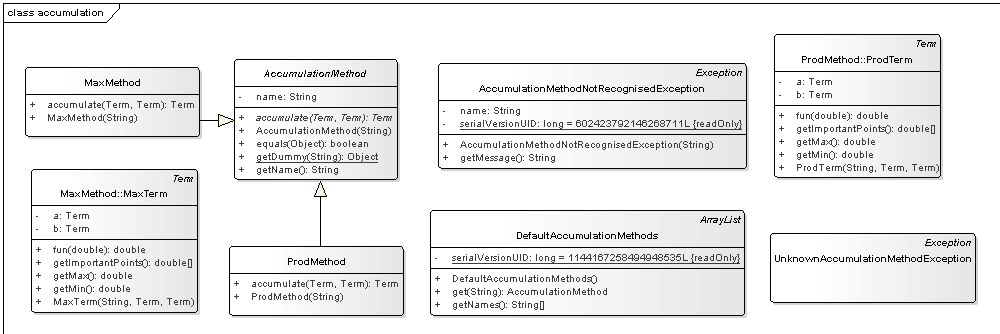 class accumulation
MaxMethod
+ accumulate(Term, Term): Term
+ MaxMethod(String)
AccumulationMethod
- name: String
+ accumulate(Term, Term): Term
+ AccumulationMethod(String)
+ equals(Object): boolean
+ getDummy(String): Object
+ getName(): String
Exception
AccumulationMethodNotRecognisedException
- name: String
- serialVersionUID: long = 602423792146268711L {readOnly}
+ AccumulationMethodNotRecognisedException(String)
+ getMessage(): String
Term
ProdMethod::ProdTerm
- a: Term
- b: Term
+ fun(double): double
+ getImportantPoints(): double[]
+ getMax(): double
+ getMin(): double
+ ProdTerm(String, Term, Term)
Term
MaxMethod::MaxTerm
- a: Term
- b: Term
+ fun(double): double
+ getImportantPoints(): double[]
+ getMax(): double
+ getMin(): double
+ MaxTerm(String, Term, Term)
ProdMethod
+ accumulate(Term, Term): Term
+ ProdMethod(String)
ArrayList
DefaultAccumulationMethods
- serialVersionUID: long = 1144167258494948535L {readOnly}
+ DefaultAccumulationMethods()
+ get(String): AccumulationMethod
+ getNames(): String[]
Exception
UnknownAccumulationMethodException